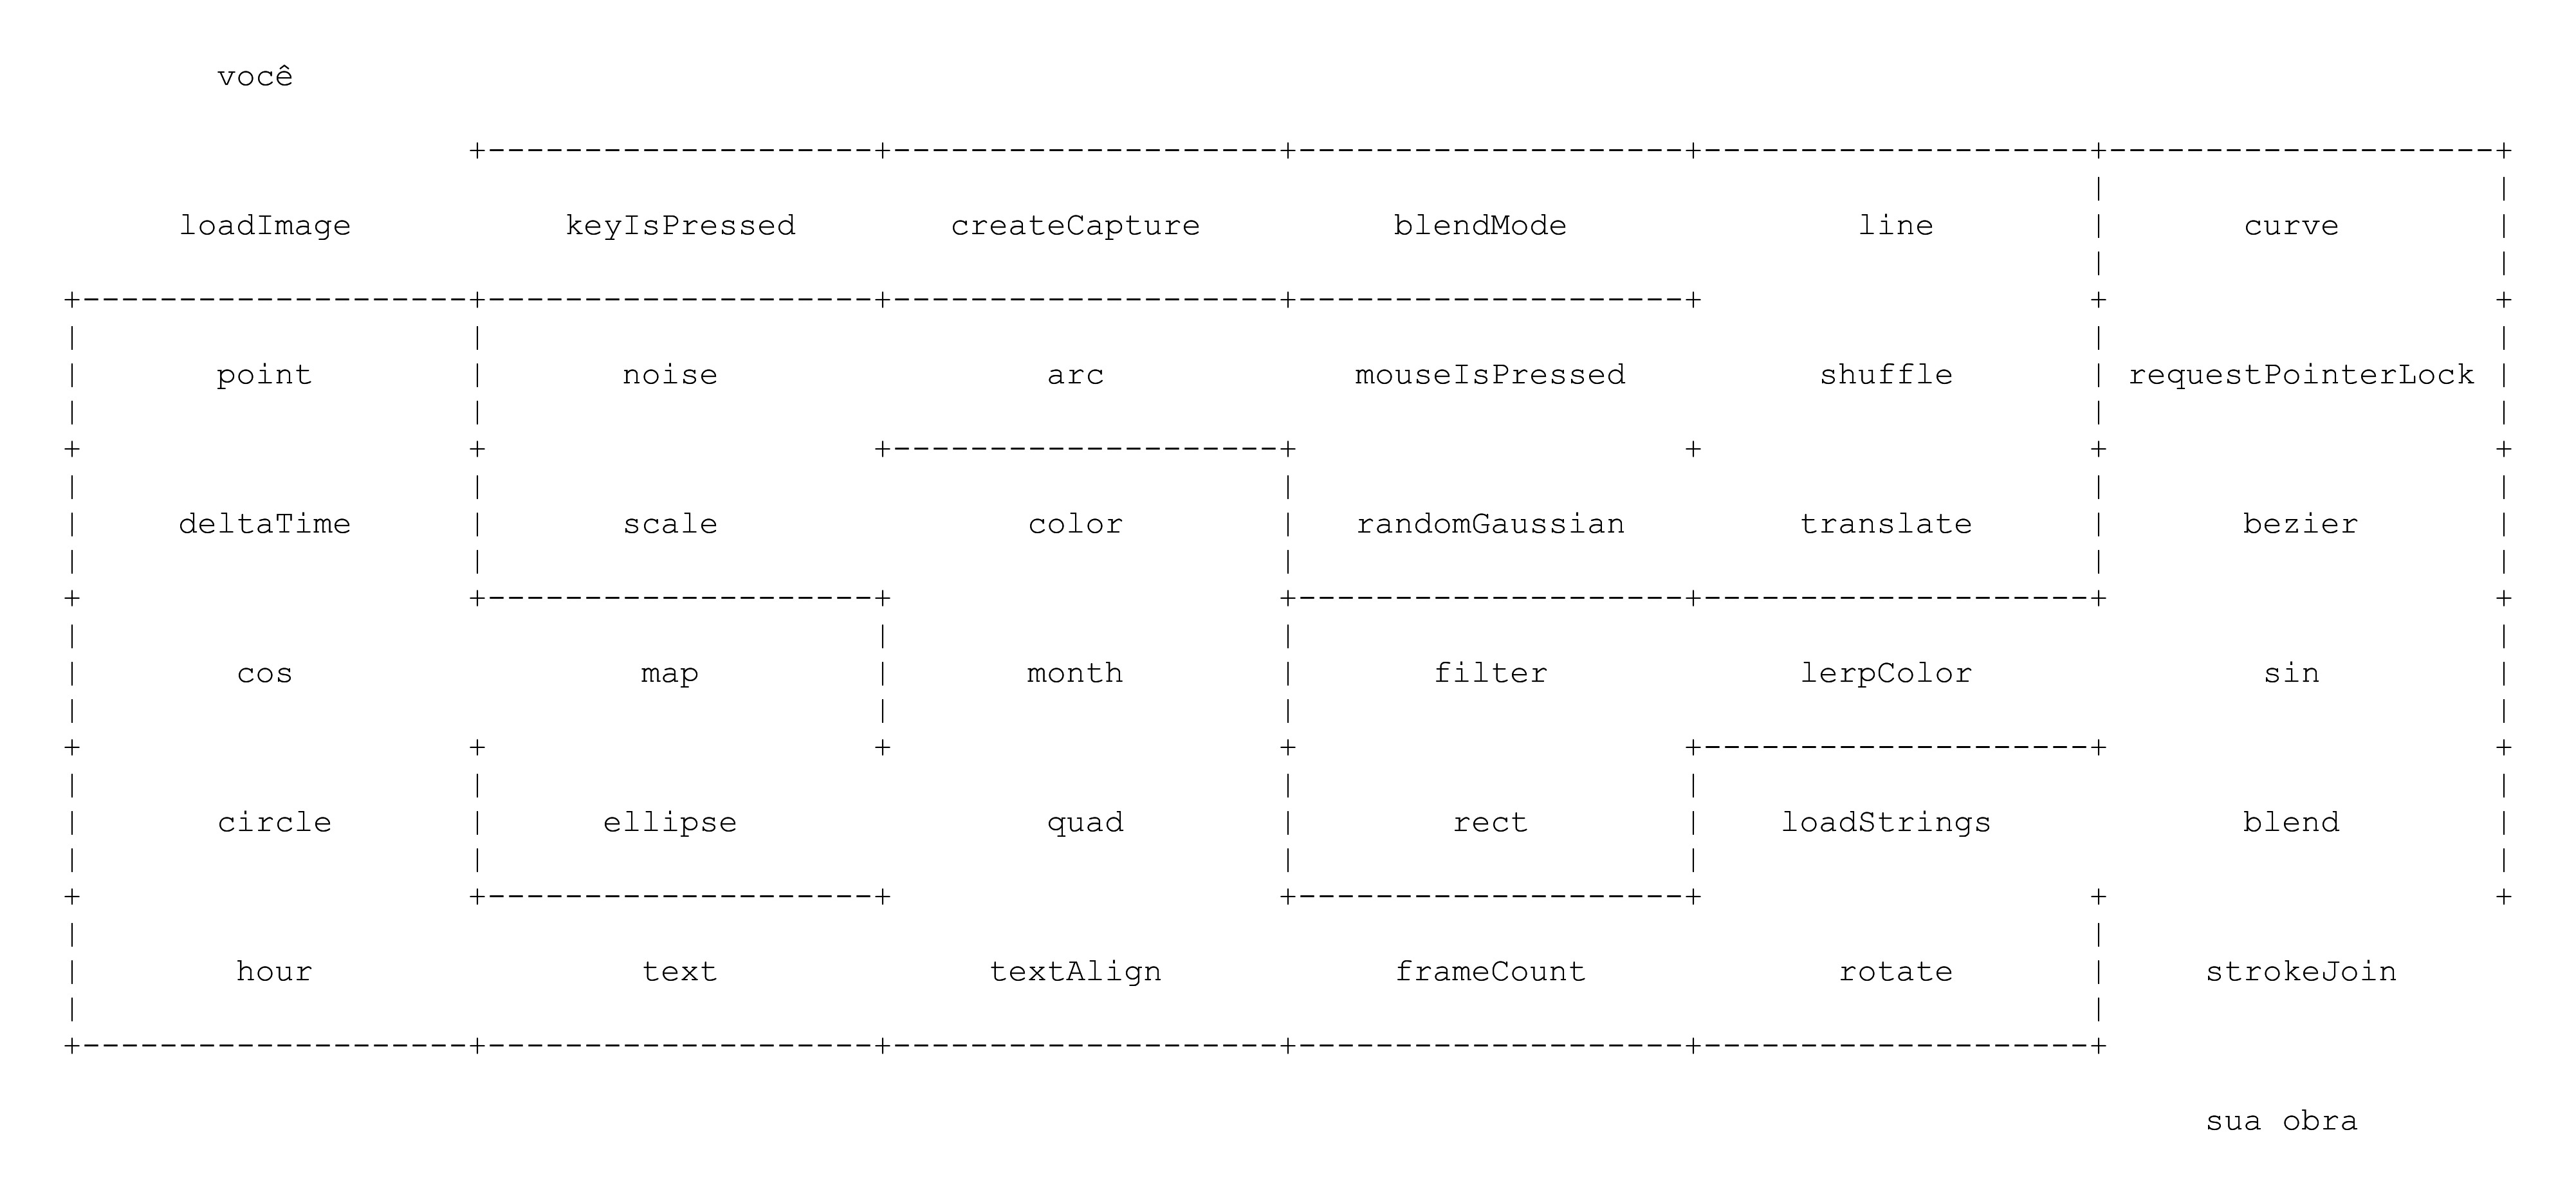 você
loadImage keyIsPressed createCapture blendMode line curve
point noise arc mouseIsPressed shuffle requestPointerLock
deltaTime scale color randomGaussian translate bezier
cos map month filter lerpColor sin
circle ellipse quad rect loadStrings blend
hour text textAlign frameCount rotate strokeJoin
sua obra